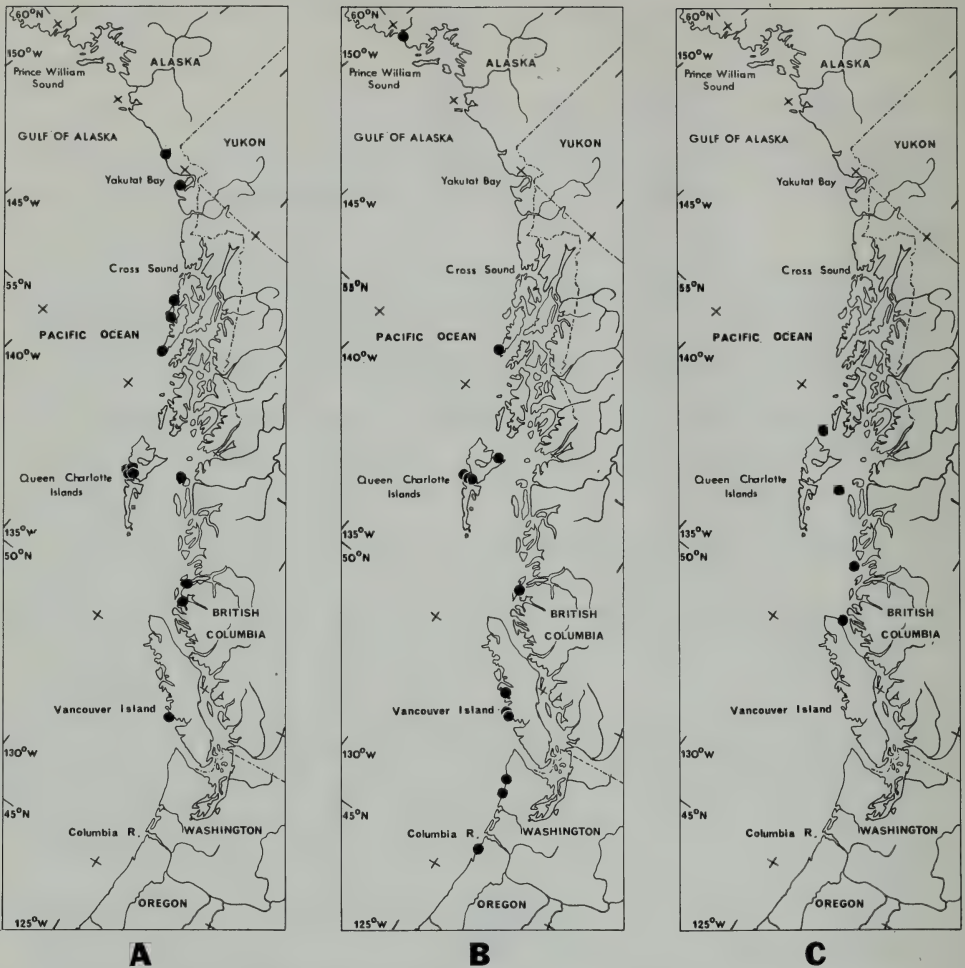 60°N
150°W
ALASKA
Prince William
Sound
GULF OF ALASKA
YUKON
Yakutat Bay
145°W
Cross Sound
55°N
PACIFIC OCEAN
140°W
Queen Charlotte
Islands
135°W
50°N
BRITISH
COLUMBIA
Vancouver Island
130°W
45°N
Columbia R.
WASHINGTON
OREGON
125°W
A
60°N
150°W
ALASKA
Prince William
Sound
GULF OF ALASKA
YUKON
Yakutat Bay
145°W
Cross Sound
55°N
PACIFIC OCEAN
140°W
Queen Charlotte
Islands
135°W
50°N
BRITISH
COLUMBIA
Vancouver Island
130°W
45°N
Columbia R.
WASHINGTON
OREGON
125°W
B
60°N
150°W
ALASKA
Prince William
Sound
GULF OF ALASKA
YUKON
Yakutat Bay
145°W
Cross Sound
55°N
PACIFIC OCEAN
140°W
Queen Charlotte
Islands
135°W
50°N
BRITISH
COLUMBIA
Vancouver Island
130°W
45°N
Columbia R.
WASHINGTON
OREGON
125°W
C